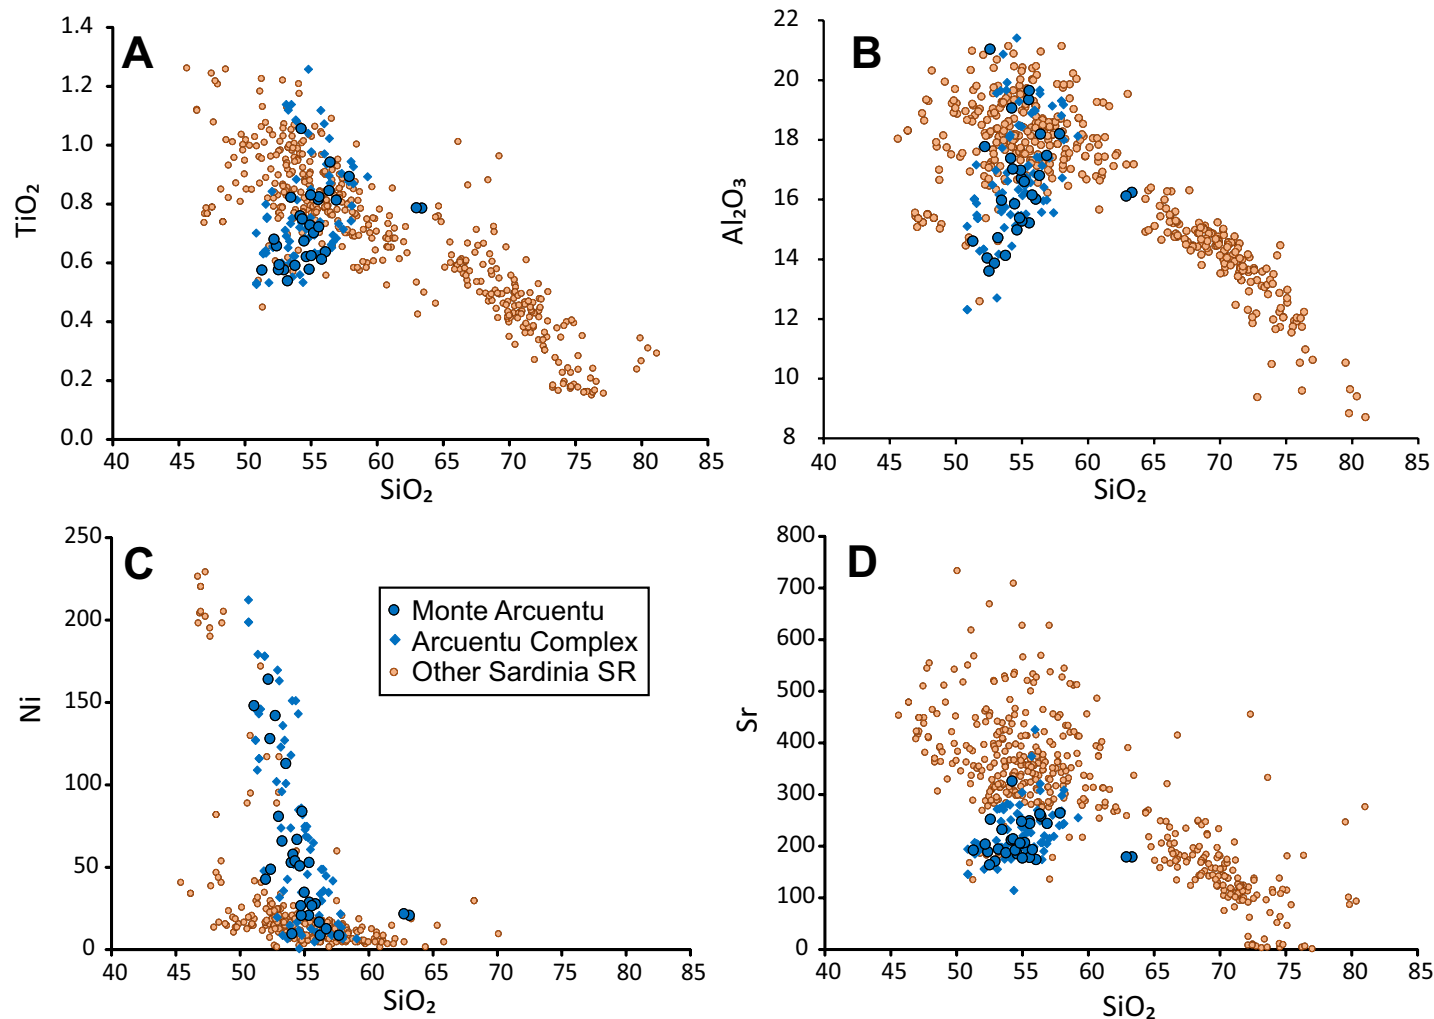 A
TiO₂
1.4
1.2
1.0
0.8
0.6
0.4
0.2
0.0
40 45 50 55 60 65 70 75 80 85
SiO₂
B
Al₂O₃
22
20
18
16
14
12
10
8
40 45 50 55 60 65 70 75 80 85
SiO₂
C
Ni
250
200
150
100
50
0
40 45 50 55 60 65 70 75 80 85
SiO₂
Monte Arcuentu
Arcuentu Complex
Other Sardinia SR
D
Sr
800
700
600
500
400
300
200
100
0
40 45 50 55 60 65 70 75 80 85
SiO₂